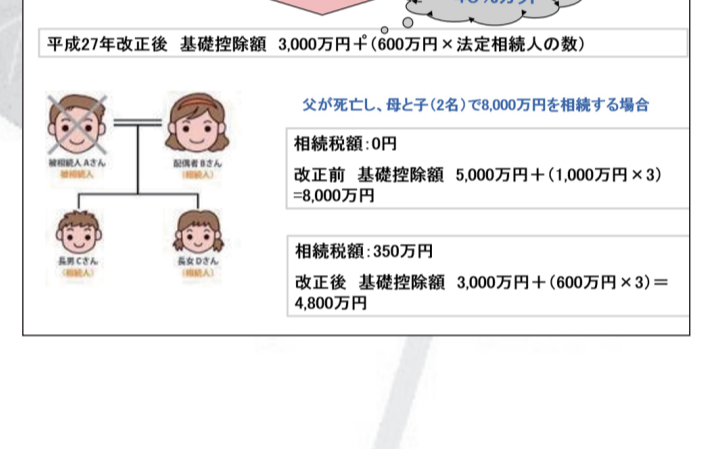 平成27年改正後 基礎控除額 3,000万円＋（600万円×法定相続人の数）
父が死亡し、母と子（2名）で8,000万円を相続する場合
被相続人Aさん
被相続人
配偶者Bさん
（相続人）
長男Cさん
（相続人）
長女Dさん
（相続人）
相続税額：0円
改正前 基礎控除額 5,000万円＋（1,000万円×3）
=8,000万円
相続税額：350万円
改正後 基礎控除額 3,000万円＋（600万円×3）＝
4,800万円